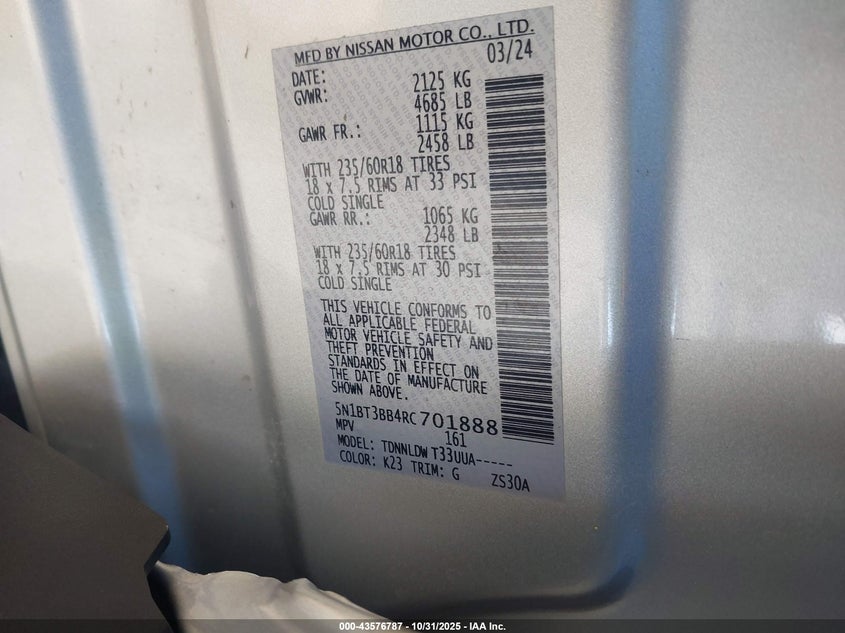 MFD BY NISSAN MOTOR CO., LTD.
DATE: 03/24
GVWR: 2125 KG
4685 LB
GAWR FR.: 1115 KG
2458 LB
WITH 235/60R18 TIRES
18 x 7.5 RIMS AT 33 PSI
COLD SINGLE
GAWR RR.: 1065 KG
2348 LB
WITH 235/60R18 TIRES
18 x 7.5 RIMS AT 30 PSI
COLD SINGLE
THIS VEHICLE CONFORMS TO
ALL APPLICABLE FEDERAL
MOTOR VEHICLE SAFETY AND
THEFT PREVENTION
STANDARDS IN EFFECT ON
THE DATE OF MANUFACTURE
SHOWN ABOVE.
5N1BT3BB4RC701888
MPV 161
MODEL: TDNNLDW T33UUA-----
COLOR: K23 TRIM: G ZS30A
000-43576787 - 10/31/2025 - IAA Inc.